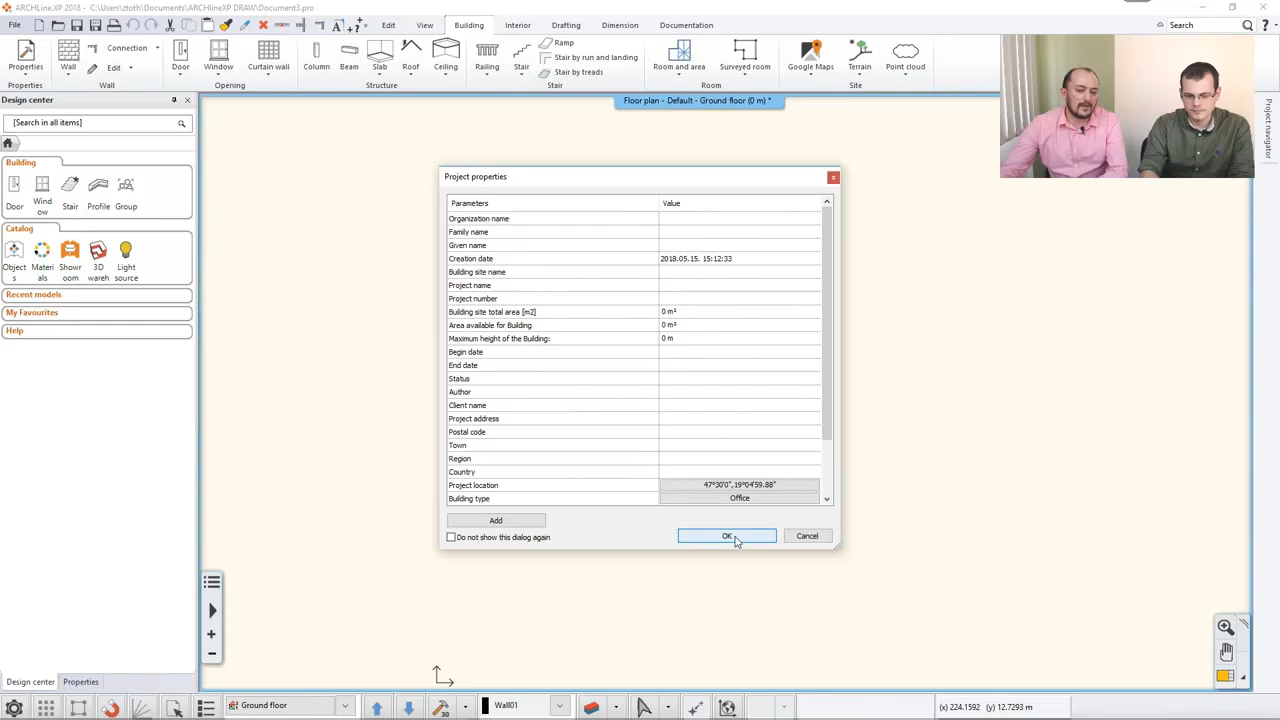 ARCHLine.XP 2018 - C:\Users\ztoth\Documents\ARCHlineXP DRAW\Document3.pro
File Edit View Building Interior Drafting Dimension Documentation Search
Properties Wall Connection Edit Door Window Curtain wall Column Beam Slab Roof Ceiling Railing Stair Ramp Stair by run and landing Stair by treads Room and area Surveyed room Google Maps Terrain Point cloud
Properties Wall Opening Structure Stair Room Site
Design center
[Search in all items]
Building
Door Window Stair Profile Group
Catalog
Objects Materials Showroom 3D wareh Light source
Recent models
My Favourites
Help
Floor plan - Default - Ground floor (0 m) *
Project navigator
Project properties
Parameters Value
Organization name
Family name
Given name
Creation date 2018.05.15. 15:12:33
Building site name
Project name
Project number
Building site total area [m2] 0 m²
Area available for Building 0 m²
Maximum height of the Building: 0 m
Begin date
End date
Status
Author
Client name
Project address
Postal code
Town
Region
Country
Project location 47°30'0", 19°04'59.88"
Building type Office
Add
Do not show this dialog again
OK Cancel
Design center Properties
Ground floor Wall01 (x) 224.1592 (y) 12.7293 m